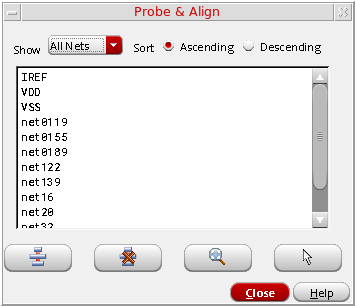 Probe & Align
Show All Nets Sort Ascending Descending
IREF
VDD
VSS
net0119
net0155
net0189
net122
net139
net16
net20
net32
Close Help